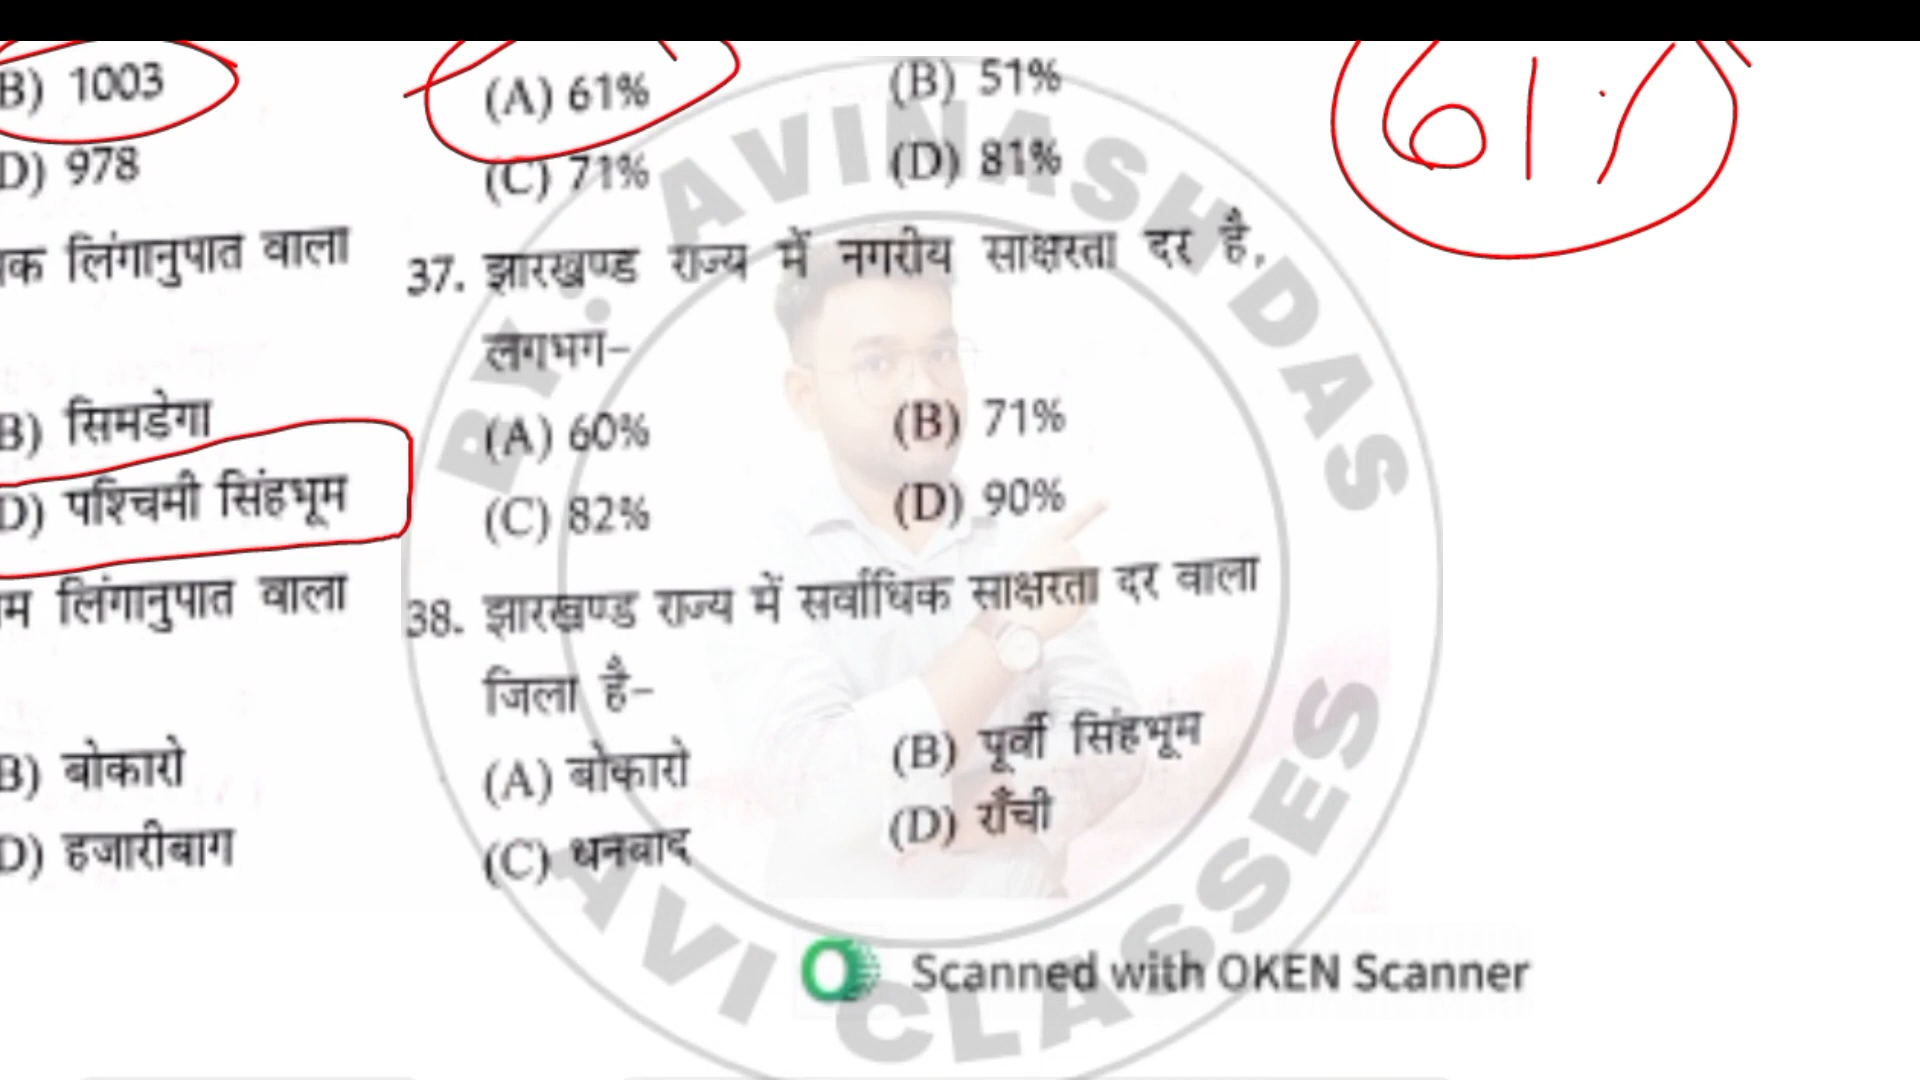 B) 1003
D) 978
क लिंगानुपात वाला
B) सिमडेगा
D) पश्चिमी सिंहभूम
म लिंगानुपात वाला
B) बोकारो
D) हजारीबाग
(A) 61% (B) 51%
(C) 71% (D) 81%
37. झारखण्ड राज्य में नगरीय साक्षरता दर है,
लगभग-
(A) 60% (B) 71%
(C) 82% (D) 90%
38. झारखण्ड राज्य में सर्वाधिक साक्षरता दर वाला
जिला है-
(A) बोकारो (B) पूर्वी सिंहभूम
(C) धनबाद (D) राँची
61%
BY: AVINASH DAS
AVI CLASSES
Scanned with OKEN Scanner